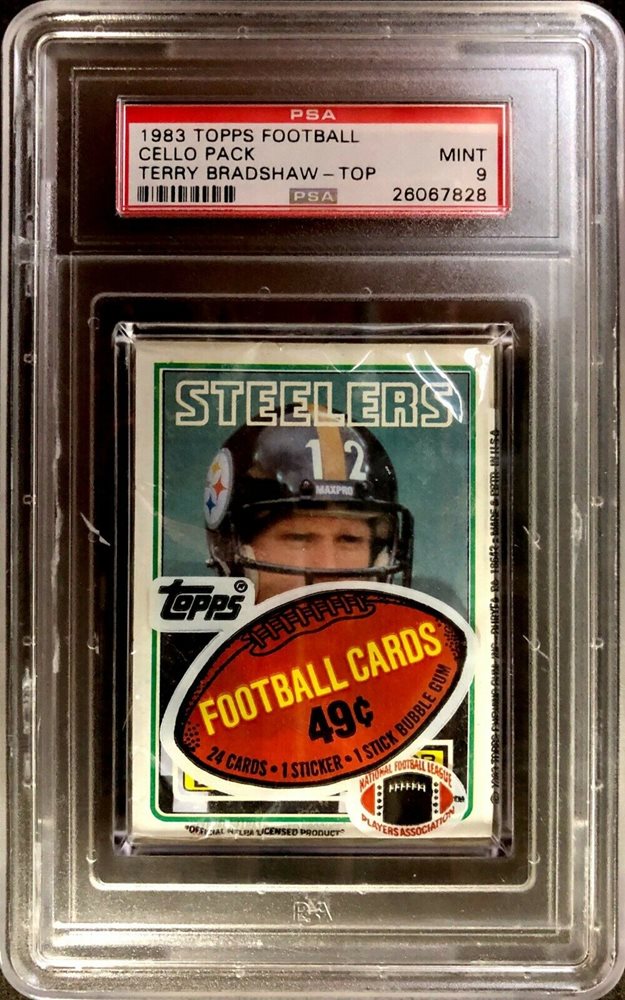 PSA
1983 TOPPS FOOTBALL
CELLO PACK MINT
TERRY BRADSHAW - TOP 9
PSA 26067828
STEELERS
12
MAXPRO
Topps
FOOTBALL CARDS
49¢
24 CARDS • 1 STICKER • 1 STICK BUBBLE GUM
NATIONAL FOOTBALL LEAGUE
PLAYERS ASSOCIATION
TM
"OFFICIAL NFLPA LICENSED PRODUCT"
PSA